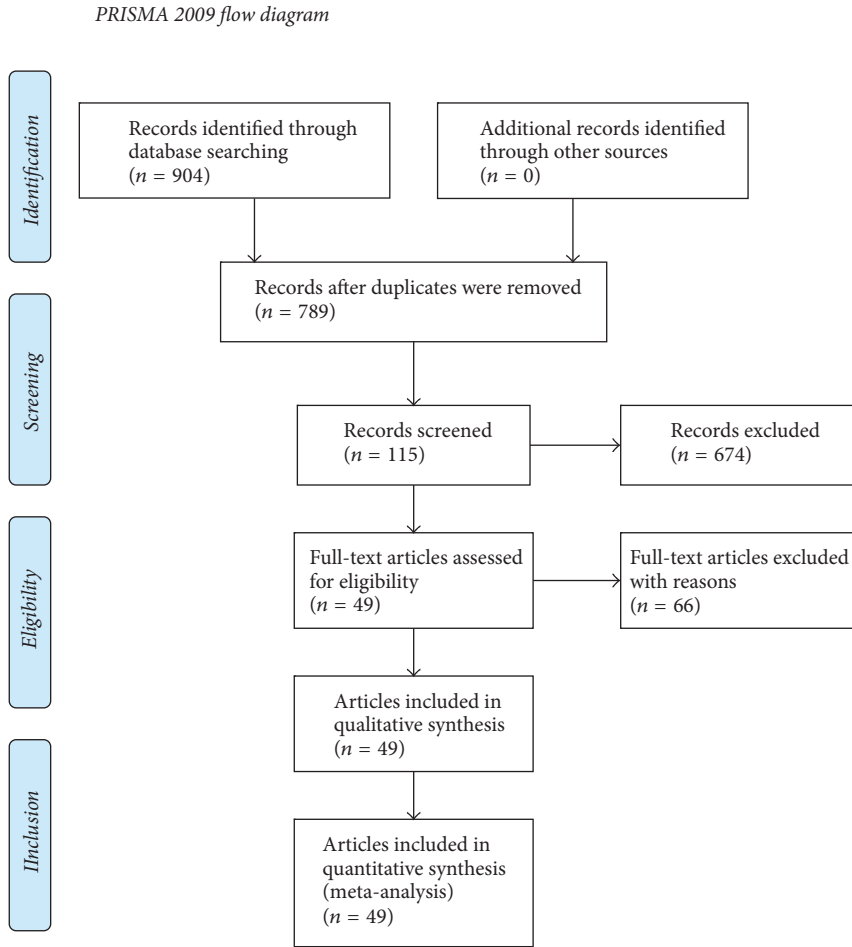 PRISMA 2009 flow diagram
Identification
Records identified through
database searching
(n = 904)
Additional records identified
through other sources
(n = 0)
Records after duplicates were removed
(n = 789)
Screening
Records screened
(n = 115)
Records excluded
(n = 674)
Eligibility
Full-text articles assessed
for eligibility
(n = 49)
Full-text articles excluded
with reasons
(n = 66)
Articles included in
qualitative synthesis
(n = 49)
IInclusion
Articles included in
quantitative synthesis
(meta-analysis)
(n = 49)